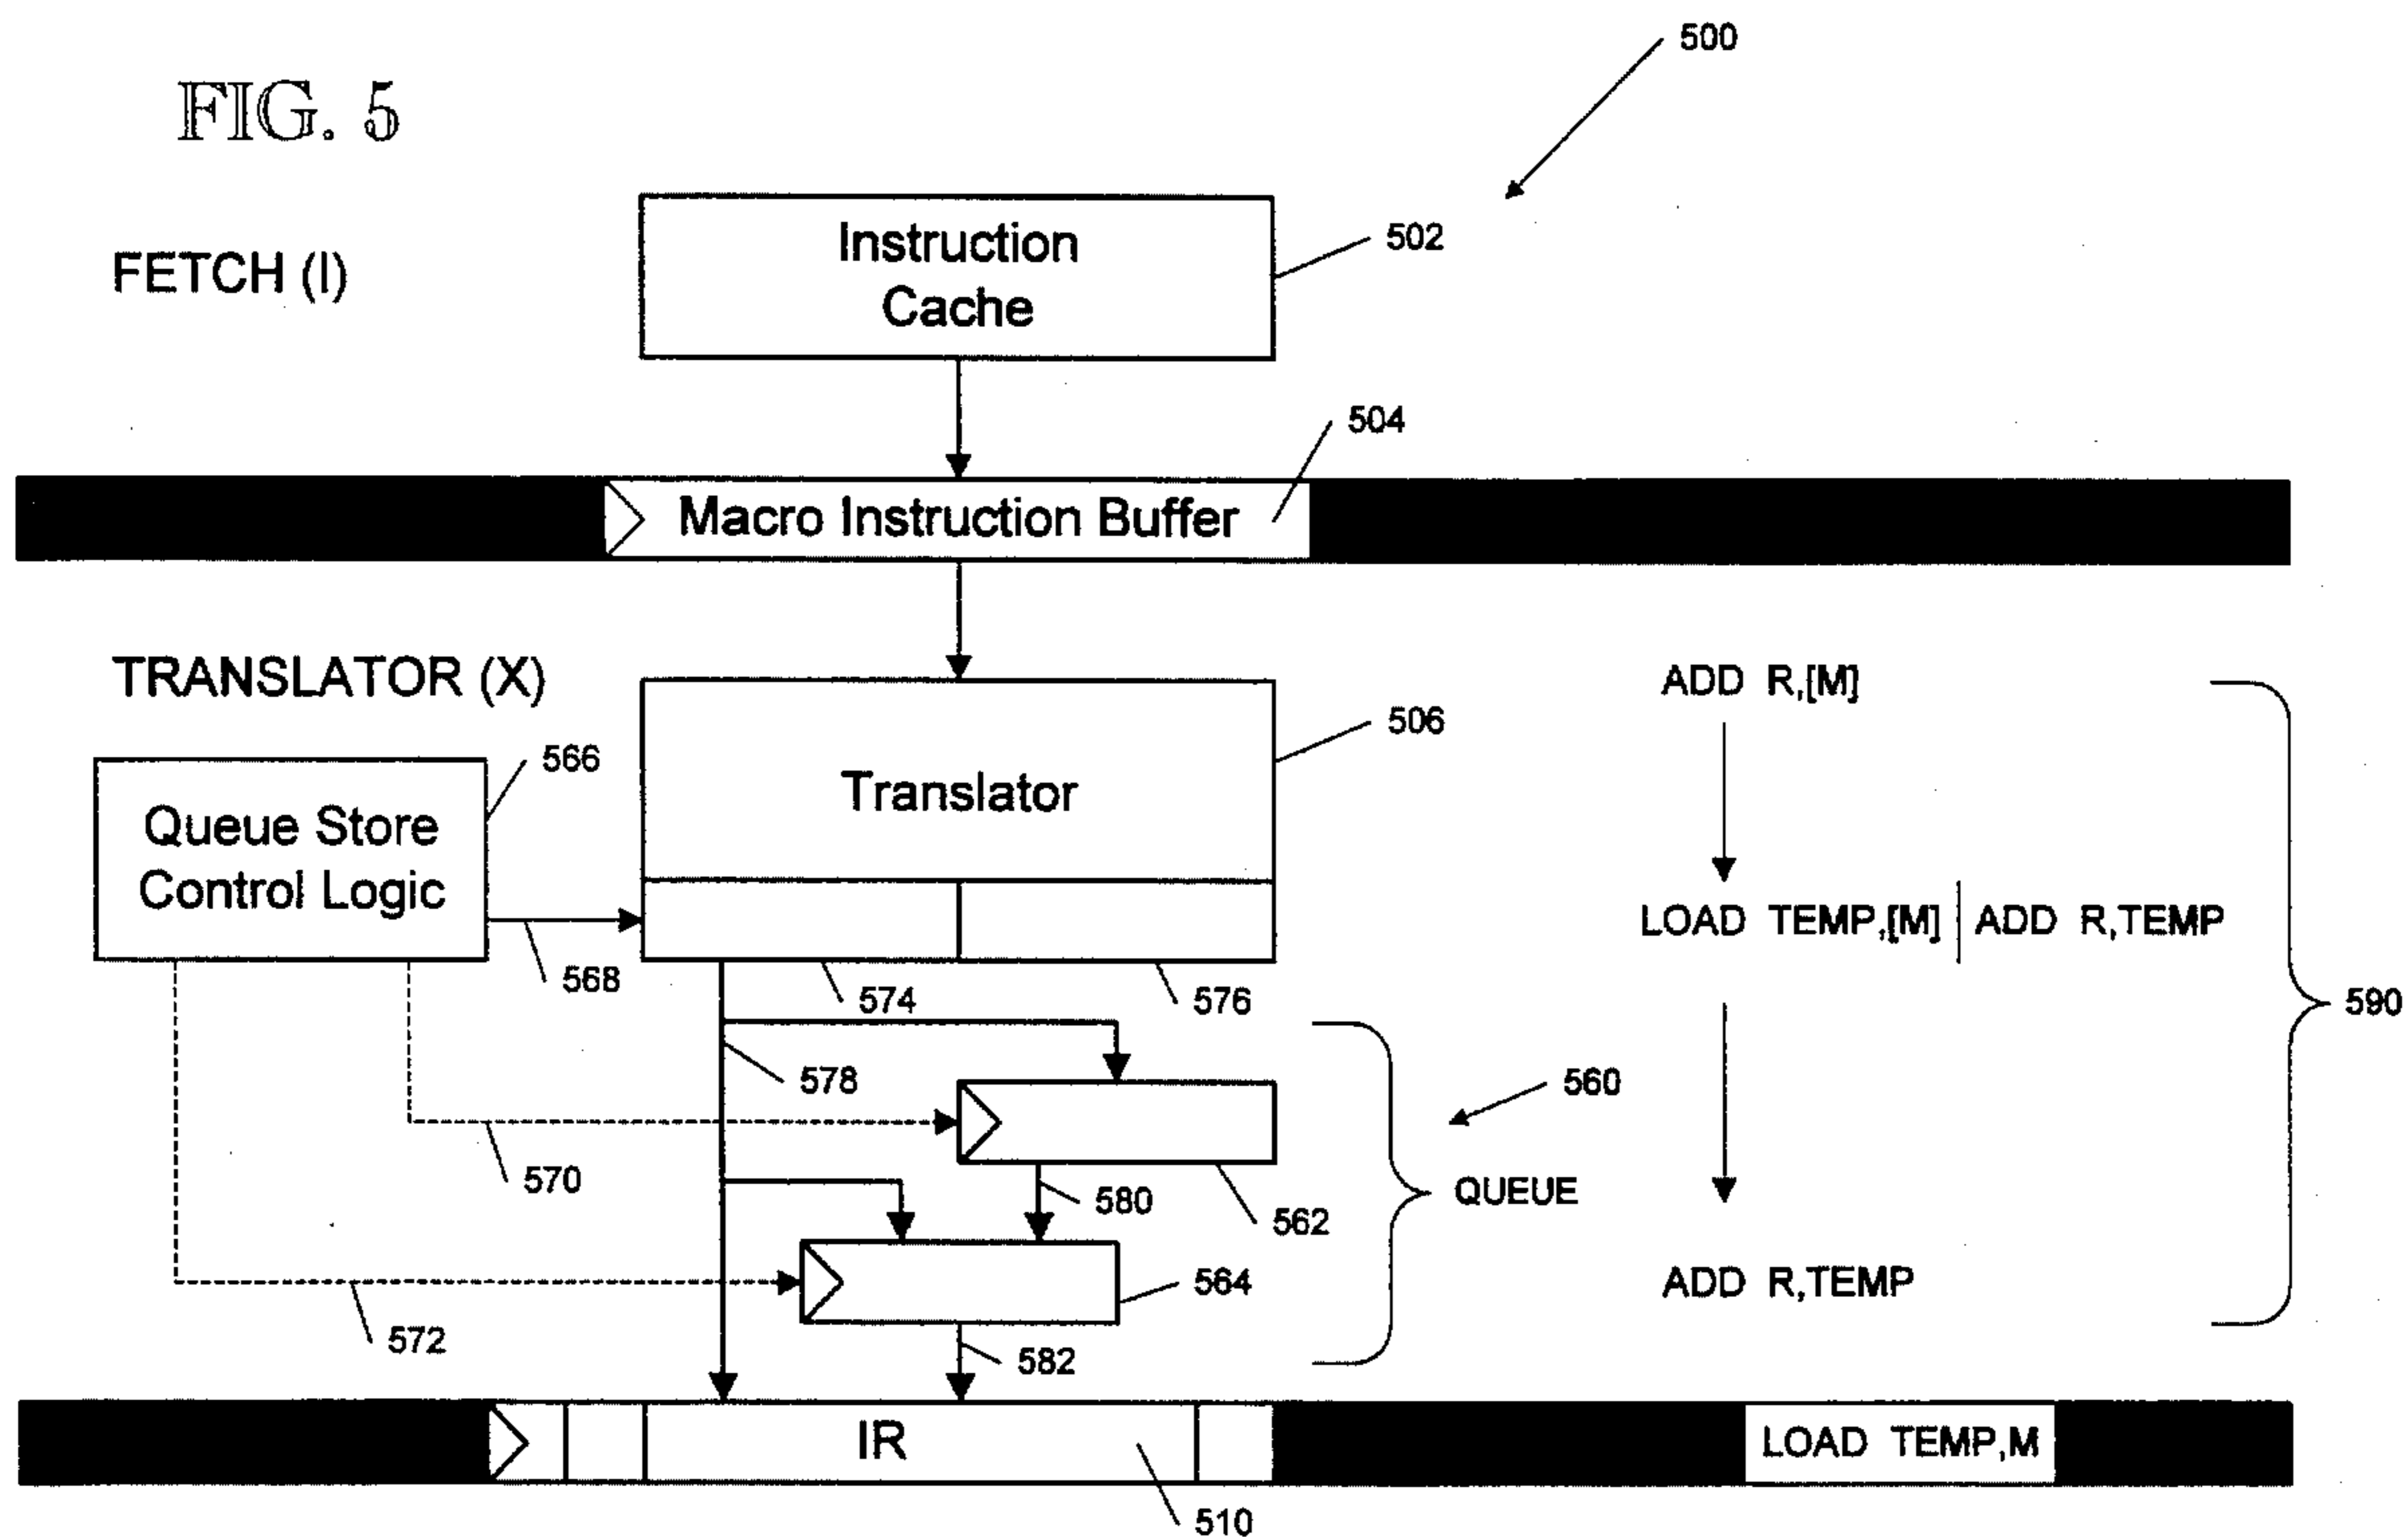 500
FIG. 5
FETCH (I)
Instruction
Cache
502
504
Macro Instruction Buffer
TRANSLATOR (X)
ADD R,[M]
506
Translator
566
Queue Store
Control Logic
LOAD TEMP,[M] | ADD R,TEMP
568
574
576
590
578
560
570
580
562
QUEUE
564
ADD R,TEMP
572
582
IR
LOAD TEMP,M
510